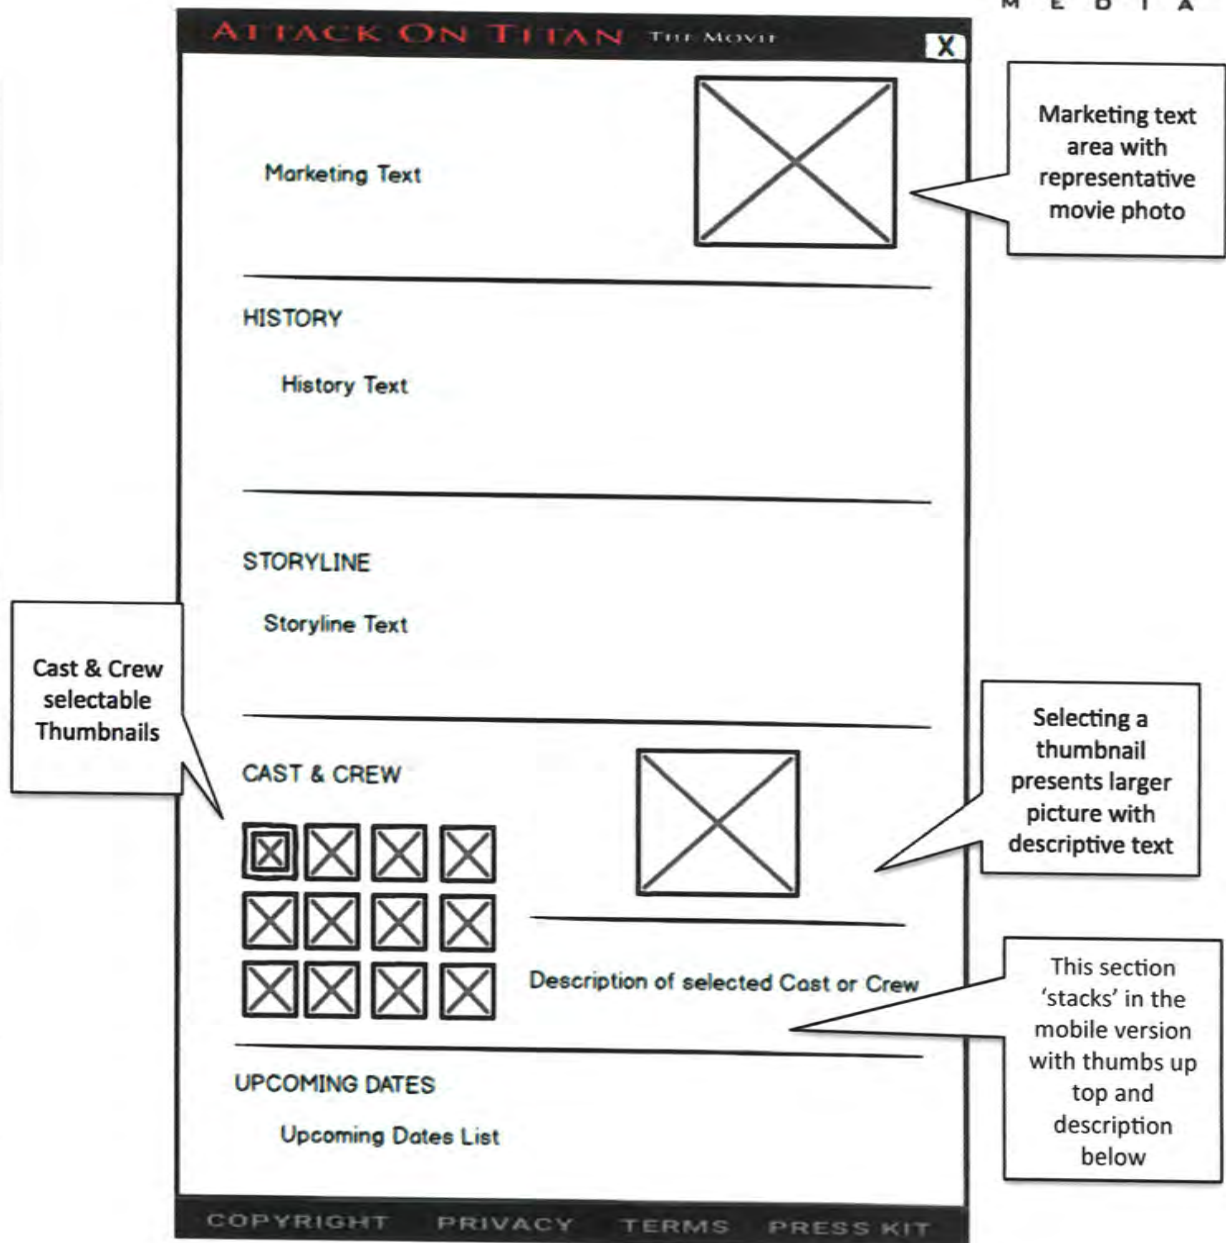 M E D I A
ATTACK ON TITAN THE MOVIE
X
Marketing text
area with
representative
movie photo
Marketing Text
HISTORY
History Text
STORYLINE
Storyline Text
Cast & Crew
selectable
Thumbnails
CAST & CREW
Selecting a
thumbnail
presents larger
picture with
descriptive text
Description of selected Cast or Crew
This section
‘stacks’ in the
mobile version
with thumbs up
top and
description
below
UPCOMING DATES
Upcoming Dates List
COPYRIGHT PRIVACY TERMS PRESS KIT